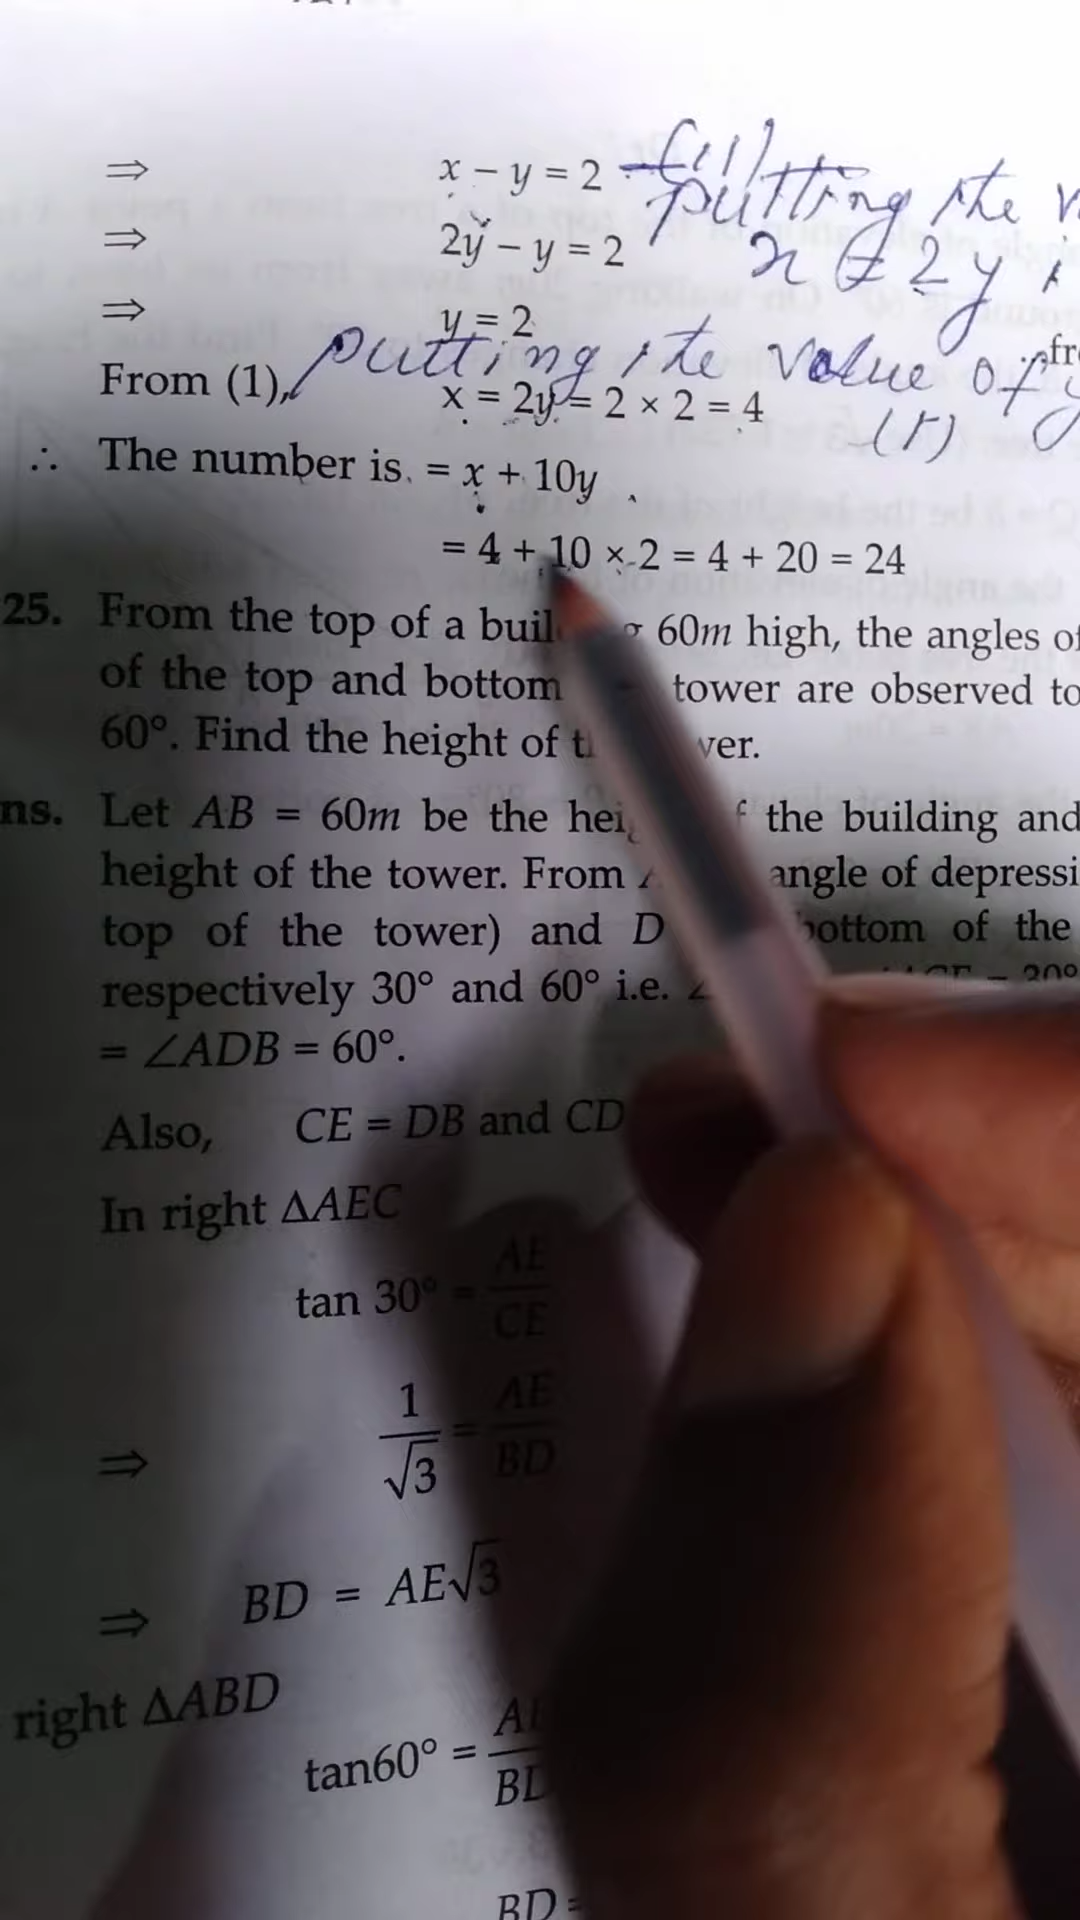 ⇒ x − y = 2
putting the
⇒ 2y − y = 2
x = 2y
⇒ y = 2
putting the value of y
From (1), x = 2y = 2 × 2 = 4
(1)
∴ The number is = x + 10y
= 4 + 10 × 2 = 4 + 20 = 24
25. From the top of a 60m high, the angles of
of the top and bottom tower are observed to
60°. Find the height of
ns. Let AB = 60m be the the building and
height of the tower. From angle of depressi
top of the tower) and D bottom of the
respectively 30° and 60° i.e.
= ∠ADB = 60°.
Also, CE = DB and CD
In right ΔAEC
tan 30° = AE/CE
⇒ 1/√3 = AE/BD
⇒ BD = AE√3
right ΔABD
tan60° =
BD =